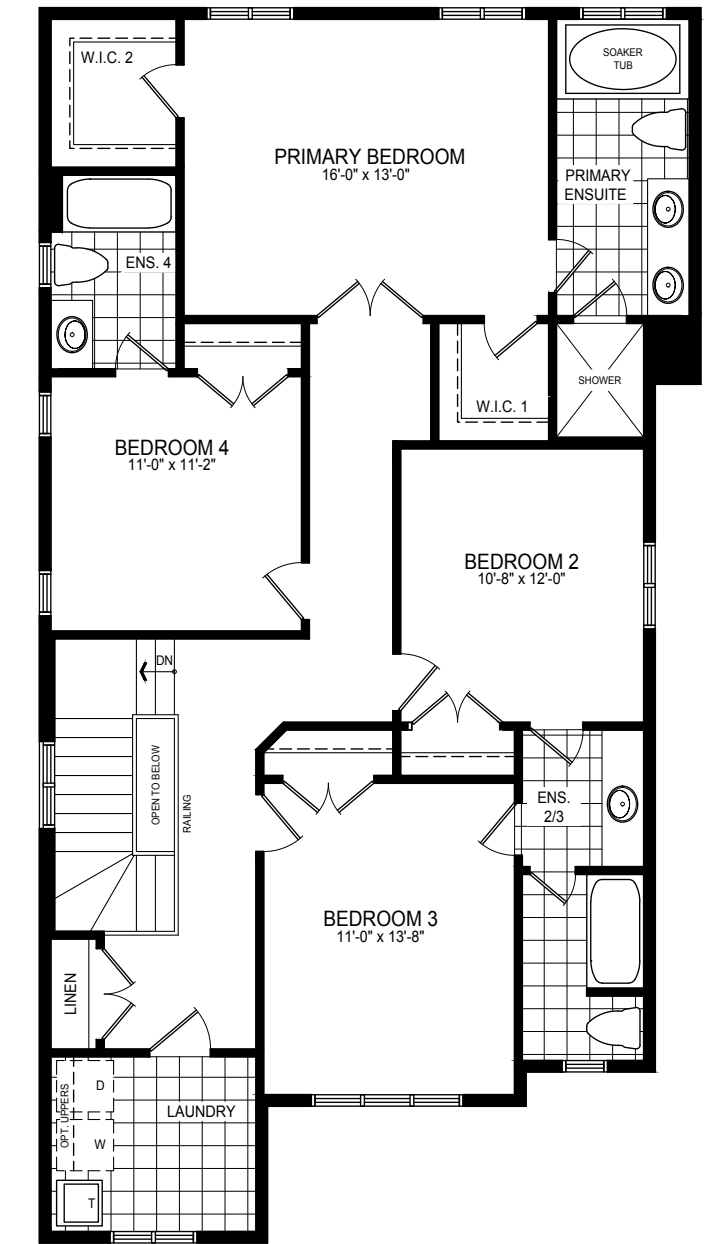 W.I.C. 2
SOAKER
TUB
PRIMARY BEDROOM
16'-0" x 13'-0"
PRIMARY
ENSUITE
ENS. 4
SHOWER
W.I.C. 1
BEDROOM 4
11'-0" x 11'-2"
BEDROOM 2
10'-8" x 12'-0"
DN
OPEN TO BELOW
RAILING
ENS.
2/3
BEDROOM 3
11'-0" x 13'-8"
LINEN
OPT. UPPERS
D
LAUNDRY
W
T